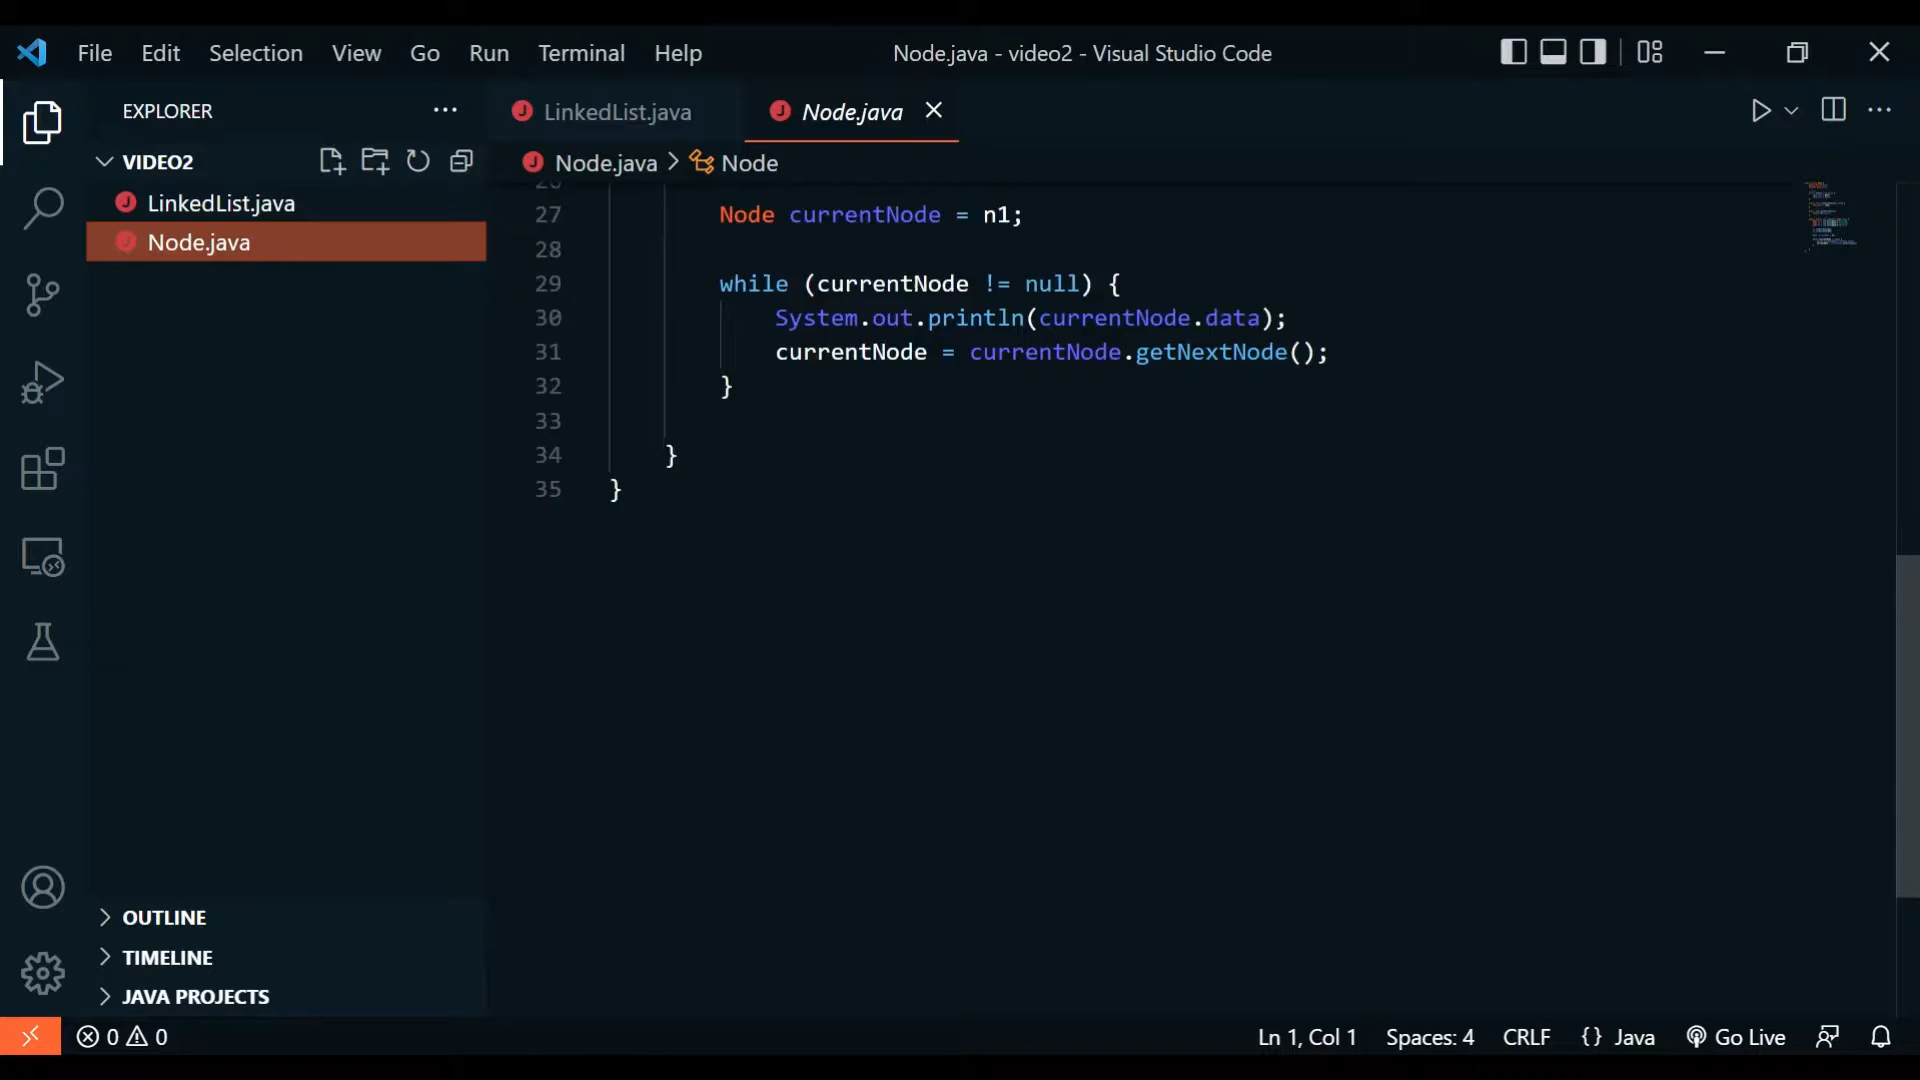 File Edit Selection View Go Run Terminal Help Node.java - video2 - Visual Studio Code
EXPLORER
LinkedList.java Node.java
VIDEO2
Node.java > Node
LinkedList.java
Node.java
27 Node currentNode = n1;
28
29 while (currentNode != null) {
30 System.out.println(currentNode.data);
31 currentNode = currentNode.getNextNode();
32 }
33
34 }
35 }
OUTLINE
TIMELINE
JAVA PROJECTS
0 0 Ln 1, Col 1 Spaces: 4 CRLF {} Java Go Live